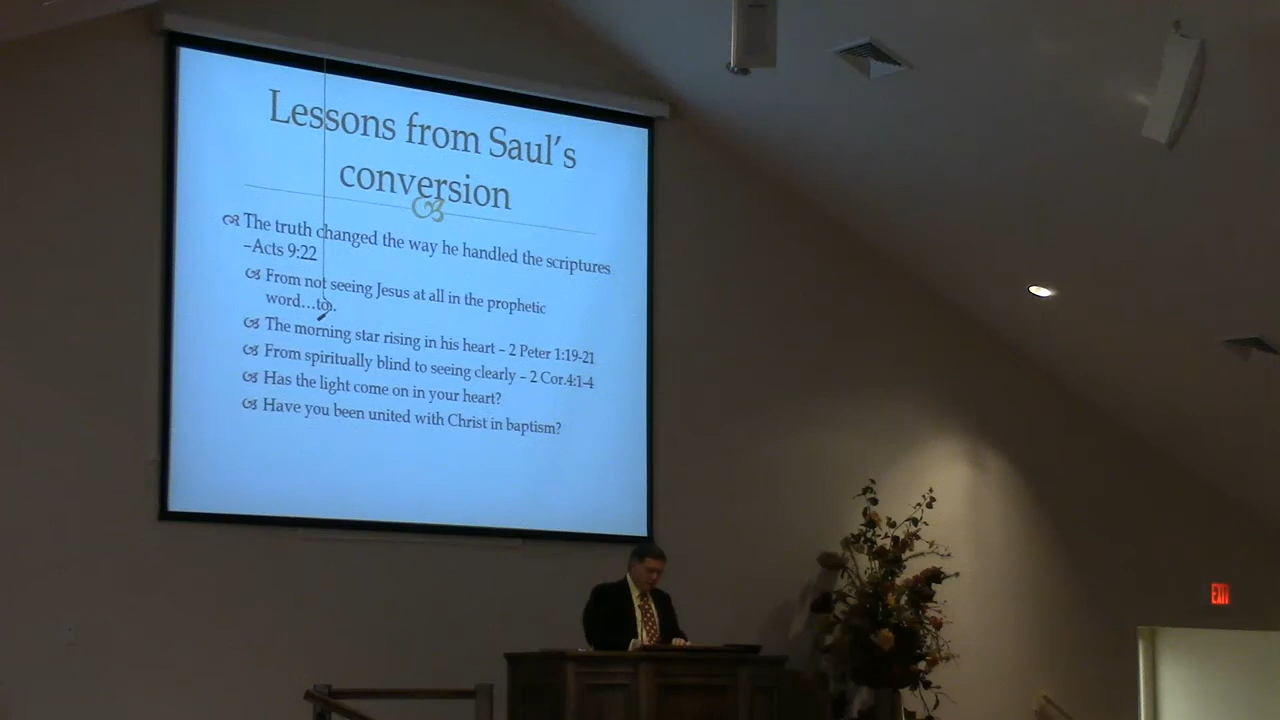 Lessons from Saul's
conversion
The truth changed the way he handled the scriptures
–Acts 9:22
From not seeing Jesus at all in the prophetic
word…to..
The morning star rising in his heart – 2 Peter 1:19-21
From spiritually blind to seeing clearly – 2 Cor.4:1-4
Has the light come on in your heart?
Have you been united with Christ in baptism?
EXIT